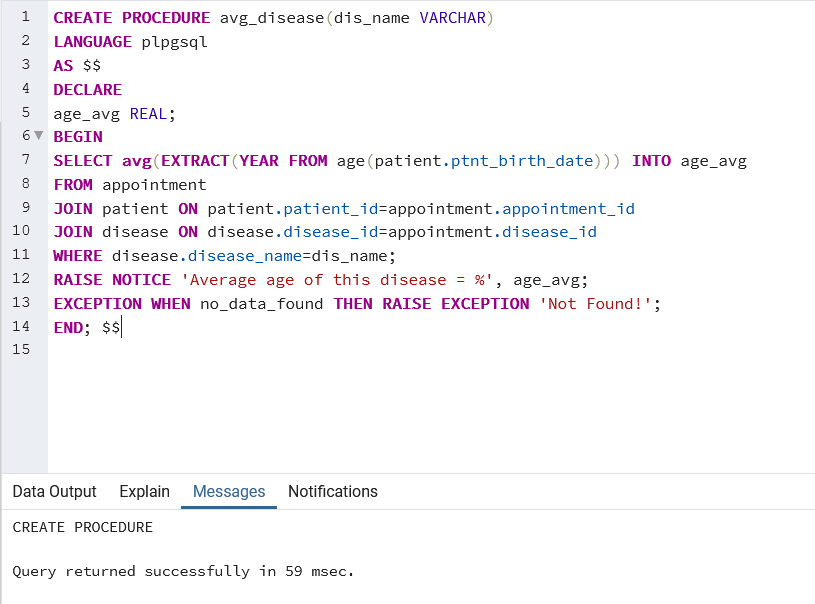 1 CREATE PROCEDURE avg_disease(dis_name VARCHAR)
2 LANGUAGE plpgsql
3 AS $$
4 DECLARE
5 age_avg REAL;
6 BEGIN
7 SELECT avg(EXTRACT(YEAR FROM age(patient.ptnt_birth_date))) INTO age_avg
8 FROM appointment
9 JOIN patient ON patient.patient_id=appointment.appointment_id
10 JOIN disease ON disease.disease_id=appointment.disease_id
11 WHERE disease.disease_name=dis_name;
12 RAISE NOTICE 'Average age of this disease = %', age_avg;
13 EXCEPTION WHEN no_data_found THEN RAISE EXCEPTION 'Not Found!';
14 END; $$
15
Data Output Explain Messages Notifications
CREATE PROCEDURE
Query returned successfully in 59 msec.